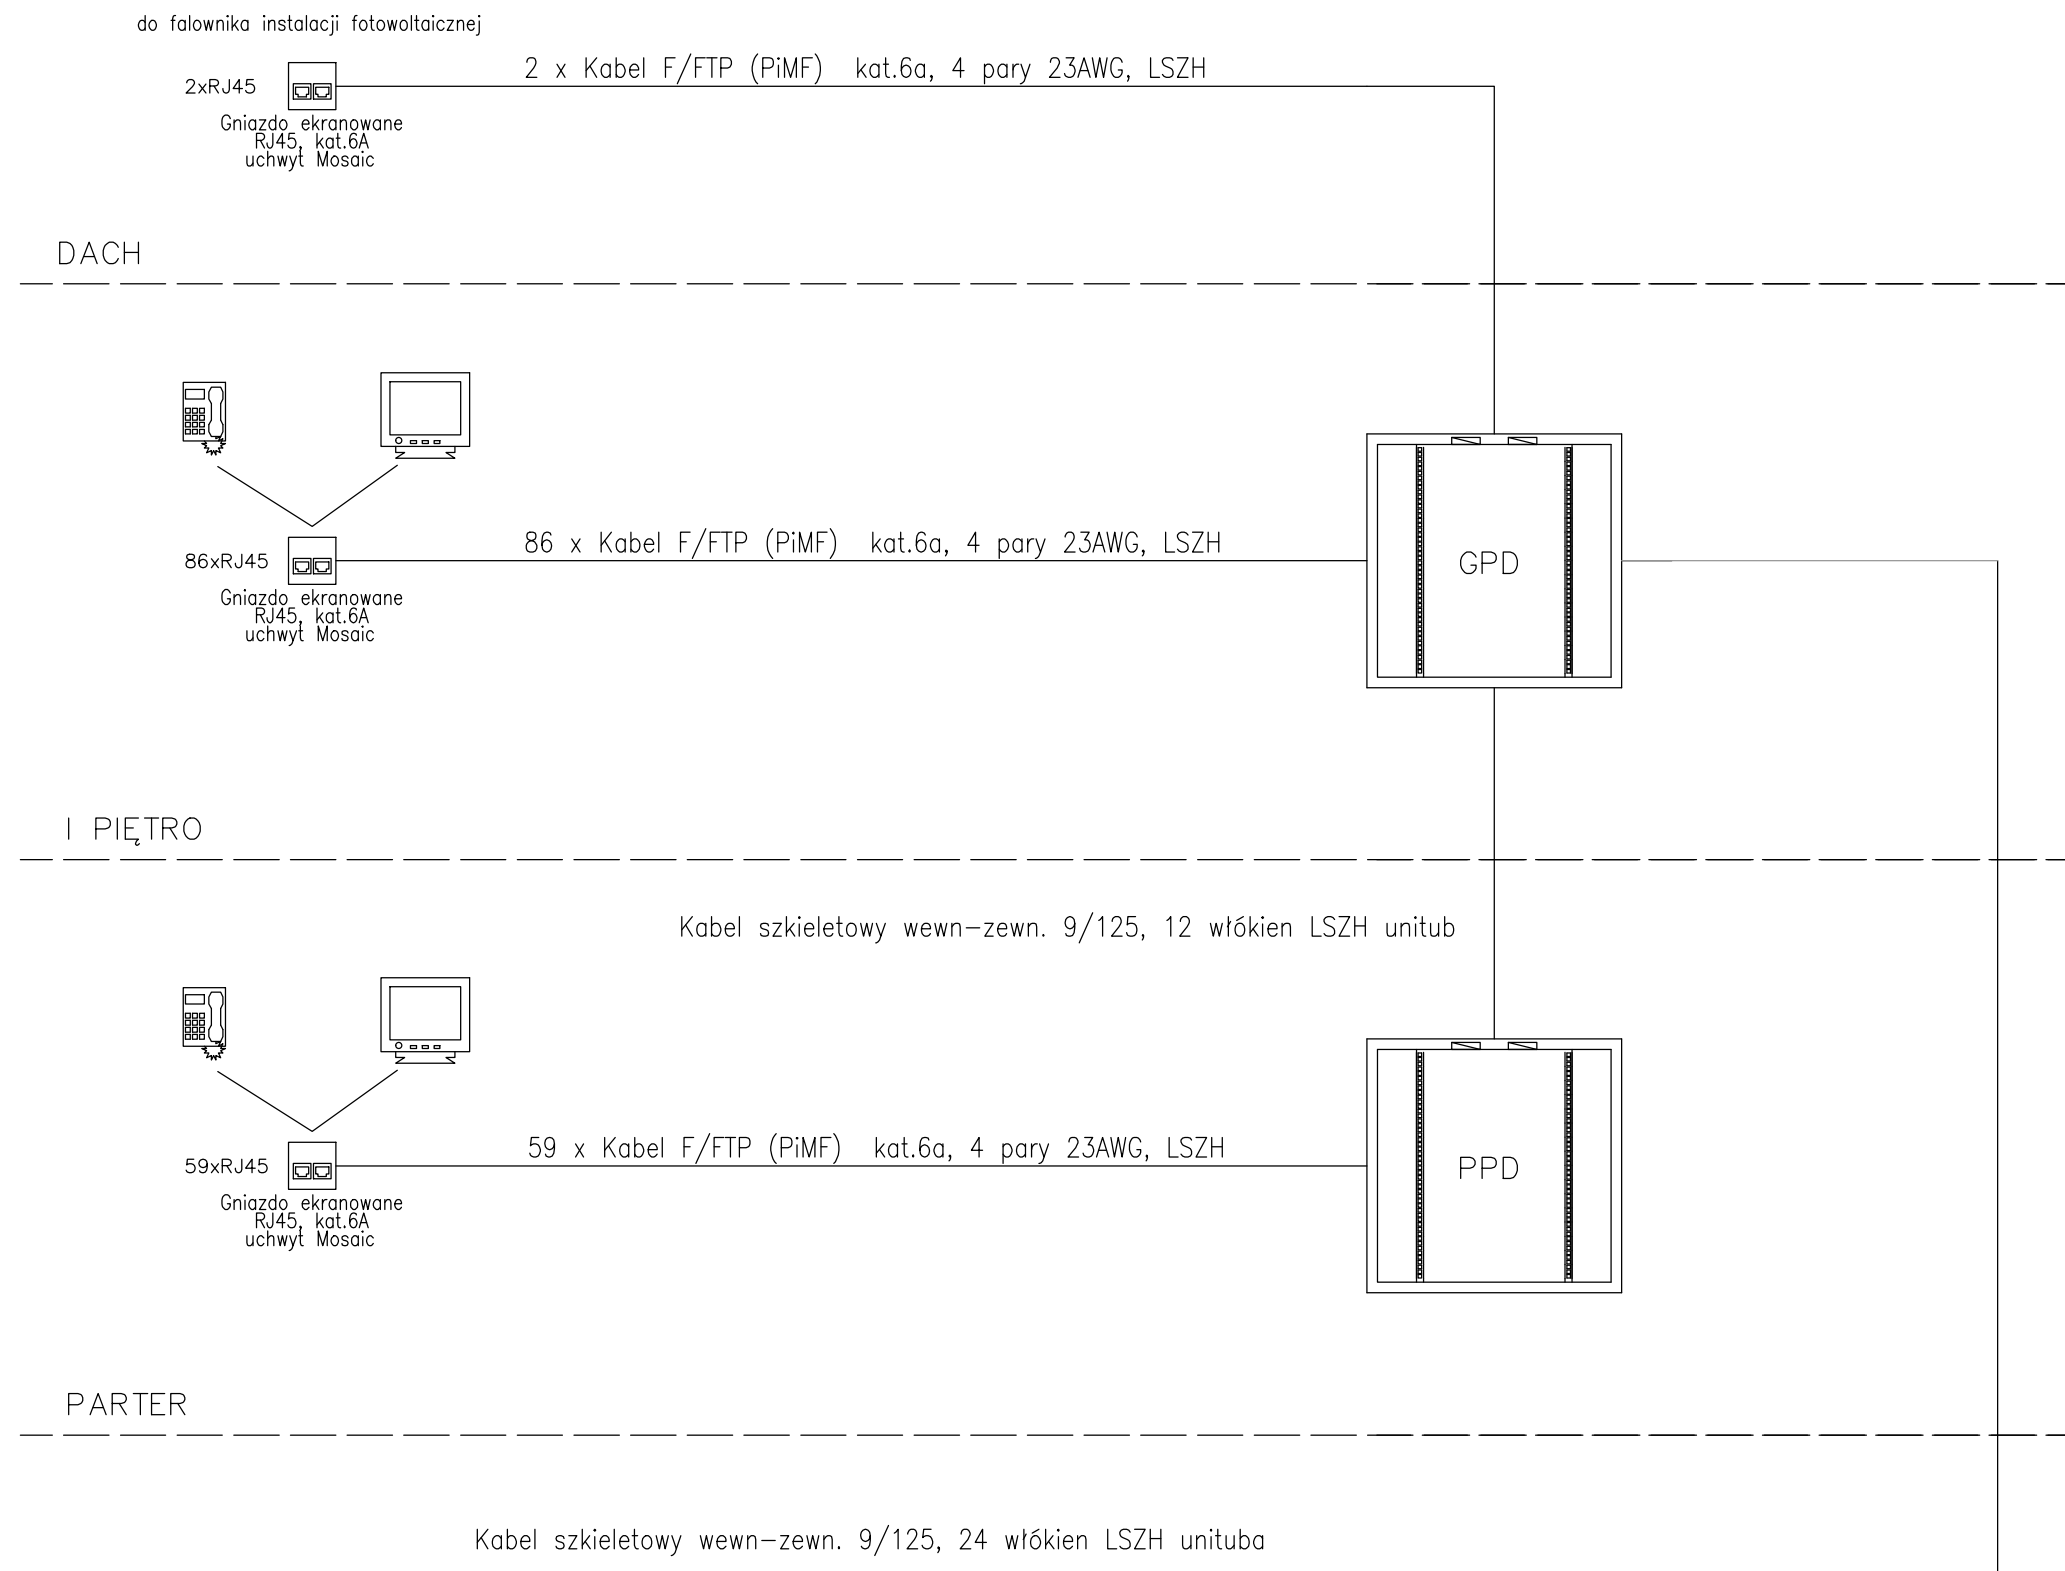 do falownika instalacji fotowoltaicznej
2 x Kabel F/FTP (PiMF) kat.6a, 4 pary 23AWG, LSZH
2xRJ45
Gniazdo ekranowane
RJ45, kat.6A
uchwyt Mosaic
DACH
86 x Kabel F/FTP (PiMF) kat.6a, 4 pary 23AWG, LSZH
86xRJ45
GPD
Gniazdo ekranowane
RJ45, kat.6A
uchwyt Mosaic
I PIĘTRO
Kabel szkieletowy wewn-zewn. 9/125, 12 włókien LSZH unitub
59 x Kabel F/FTP (PiMF) kat.6a, 4 pary 23AWG, LSZH
59xRJ45
PPD
Gniazdo ekranowane
RJ45, kat.6A
uchwyt Mosaic
PARTER
Kabel szkieletowy wewn-zewn. 9/125, 24 włókien LSZH unituba